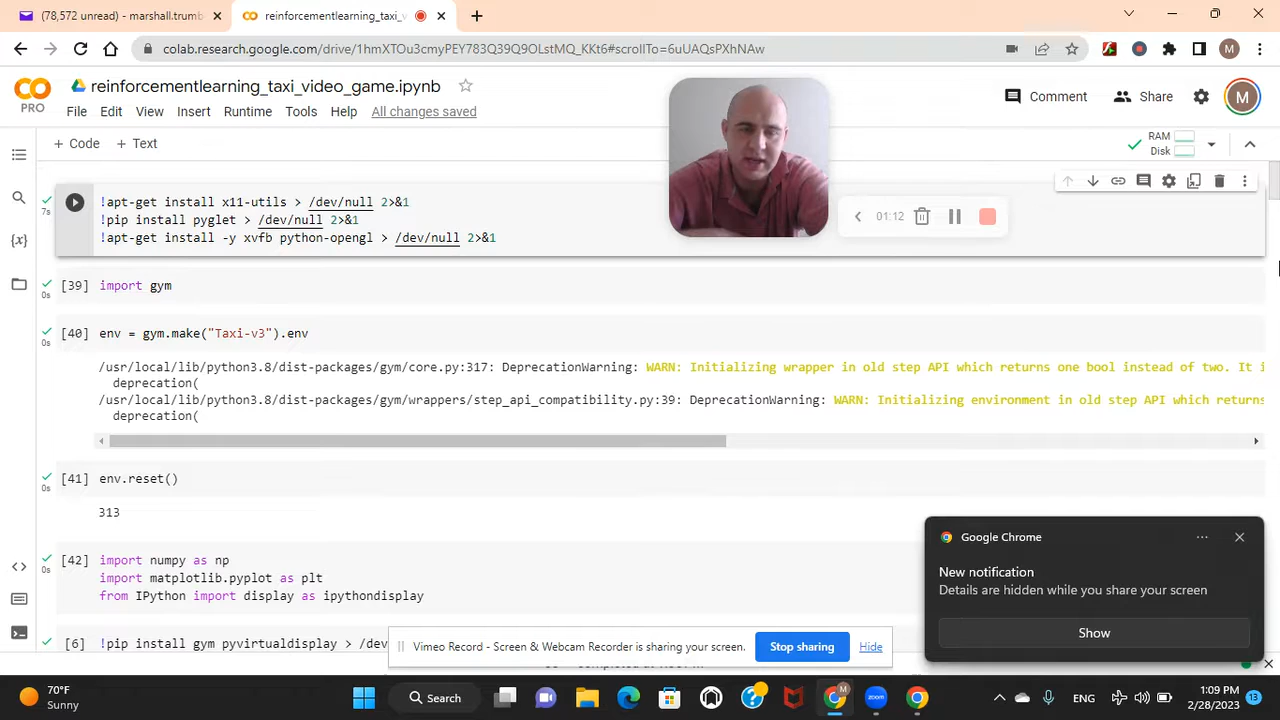 (78,572 unread) - marshall.trumb
reinforcementlearning_taxi_v
colab.research.google.com/drive/1hmXTOu3cmyPEY783Q39Q9OLstMQ_KKt6#scrollTo=6uUAQsPXhNAw
M
PRO
reinforcementlearning_taxi_video_game.ipynb
File Edit View Insert Runtime Tools Help All changes saved
Comment
Share
M
+ Code + Text
RAM
Disk
7s
!apt-get install x11-utils > /dev/null 2>&1
!pip install pyglet > /dev/null 2>&1
!apt-get install -y xvfb python-opengl > /dev/null 2>&1
01:12
{x}
[39] import gym
0s
[40] env = gym.make("Taxi-v3").env
0s
/usr/local/lib/python3.8/dist-packages/gym/core.py:317: DeprecationWarning: WARN: Initializing wrapper in old step API which returns one bool instead of two. It i
deprecation(
/usr/local/lib/python3.8/dist-packages/gym/wrappers/step_api_compatibility.py:39: DeprecationWarning: WARN: Initializing environment in old step API which returns
deprecation(
[41] env.reset()
0s
313
[42] import numpy as np
0s
import matplotlib.pyplot as plt
from IPython import display as ipythondisplay
[6] !pip install gym pyvirtualdisplay > /dev
Google Chrome
New notification
Details are hidden while you share your screen
Show
Vimeo Record - Screen & Webcam Recorder is sharing your screen.
Stop sharing
Hide
70°F
Sunny
Search
M
zoom
ENG
1:09 PM
2/28/2023
13